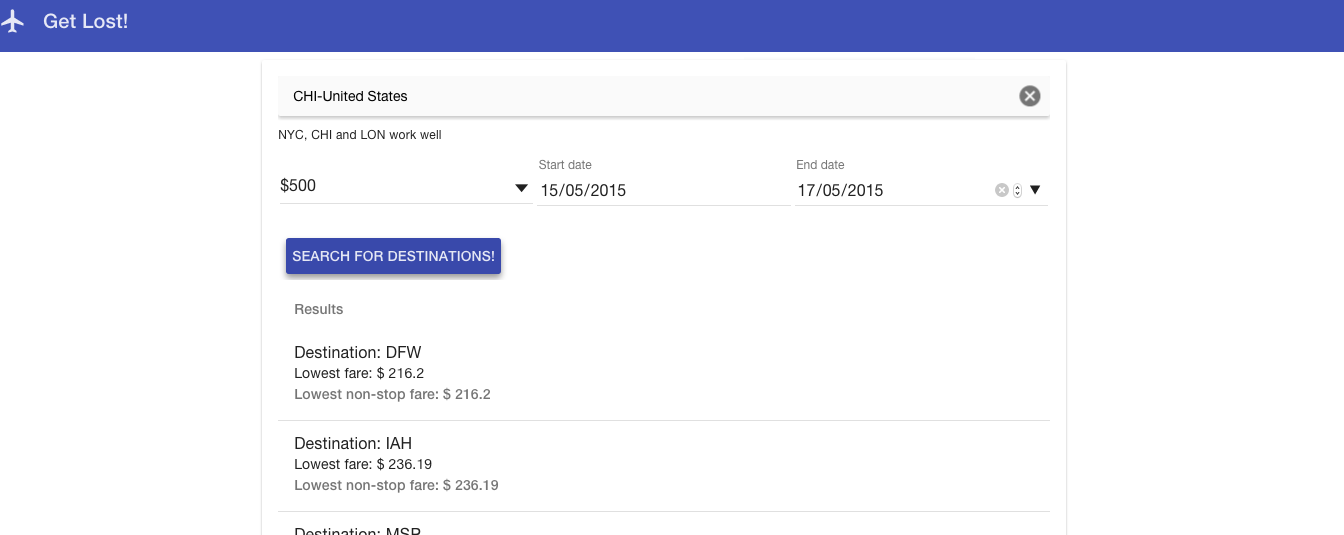 Get Lost!
CHI-United States
NYC, CHI and LON work well
Start date
End date
$500
15/05/2015
17/05/2015
SEARCH FOR DESTINATIONS!
Results
Destination: DFW
Lowest fare: $ 216.2
Lowest non-stop fare: $ 216.2
Destination: IAH
Lowest fare: $ 236.19
Lowest non-stop fare: $ 236.19
Destination: